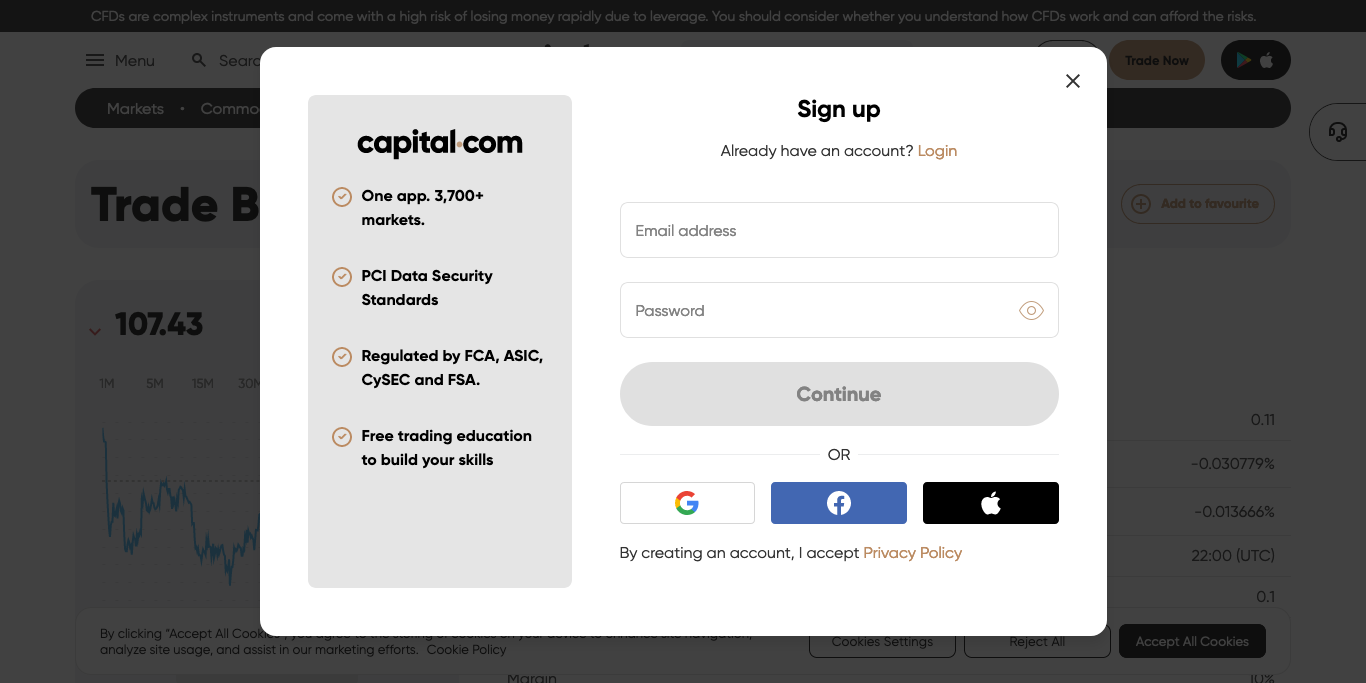 CFDs are complex instruments and come with a high risk of losing money rapidly due to leverage. You should consider whether you understand how CFDs work and can afford the risks.
Menu
Trade Now
Markets
Trade
Add to favourite
107.43
1M 5M 15M
0.11
-0.030779%
-0.013666%
22:00 (UTC)
0.1
capital.com
One app. 3,700+
markets.
PCI Data Security
Standards
Regulated by FCA, ASIC,
CySEC and FSA.
Free trading education
to build your skills
Sign up
Already have an account? Login
Email address
Password
Continue
OR
By creating an account, I accept Privacy Policy
By clicking “Accept All Cookies”, you agree to the storing of cookies on your device to enhance site navigation,
analyze site usage, and assist in our marketing efforts. Cookie Policy
Cookies Settings
Reject All
Accept All Cookies
Margin
10%